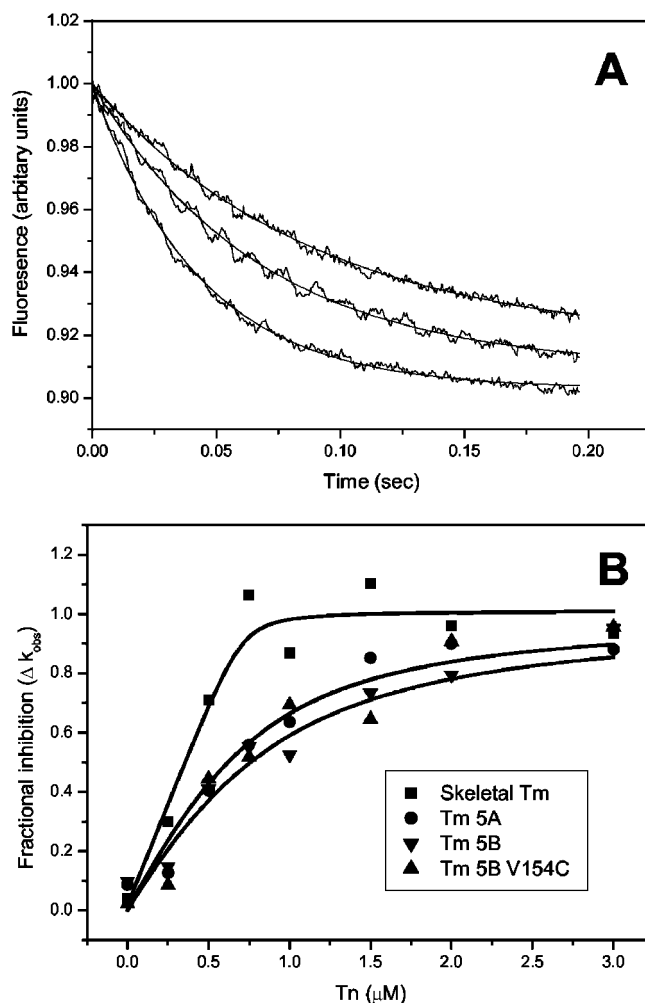 A
1.02
1.00
0.98
0.96
0.94
0.92
0.90
Fluoresence (arbitary units)
0.00 0.05 0.10 0.15 0.20
Time (sec)
B
1.2
1.0
0.8
0.6
0.4
0.2
0.0
Fractional inhibition (Δ k_obs)
Skeletal Tm
Tm 5A
Tm 5B
Tm 5B V154C
0.0 0.5 1.0 1.5 2.0 2.5 3.0
Tn (μM)